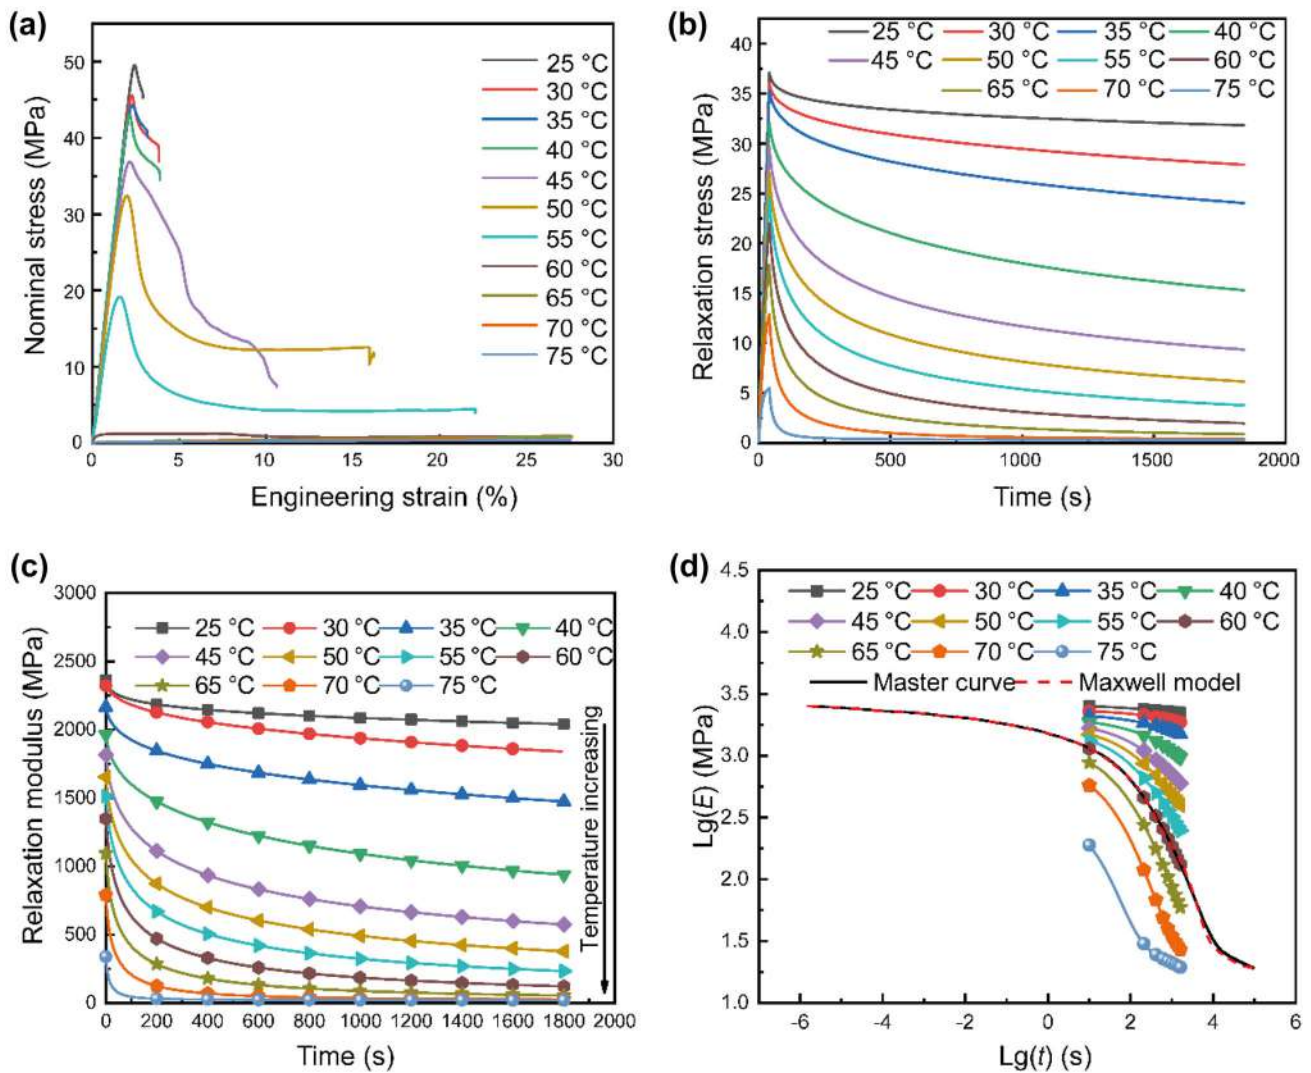 (a)
Nominal stress (MPa)
50
40
30
20
10
0
0 5 10 15 20 25 30
Engineering strain (%)
25 °C
30 °C
35 °C
40 °C
45 °C
50 °C
55 °C
60 °C
65 °C
70 °C
75 °C
(b)
Relaxation stress (MPa)
40
35
30
25
20
15
10
5
0
0 500 1000 1500 2000
Time (s)
25 °C 30 °C 35 °C 40 °C
45 °C 50 °C 55 °C 60 °C
65 °C 70 °C 75 °C
(c)
Relaxation modulus (MPa)
3000
2500
2000
1500
1000
500
0
0 200 400 600 800 1000 1200 1400 1600 1800 2000
Time (s)
25 °C 30 °C 35 °C 40 °C
45 °C 50 °C 55 °C 60 °C
65 °C 70 °C 75 °C
Temperature increasing
(d)
Lg(E) (MPa)
4.5
4.0
3.5
3.0
2.5
2.0
1.5
1.0
-6 -4 -2 0 2 4 6
Lg(t) (s)
25 °C 30 °C 35 °C 40 °C
45 °C 50 °C 55 °C 60 °C
65 °C 70 °C 75 °C
Master curve Maxwell model